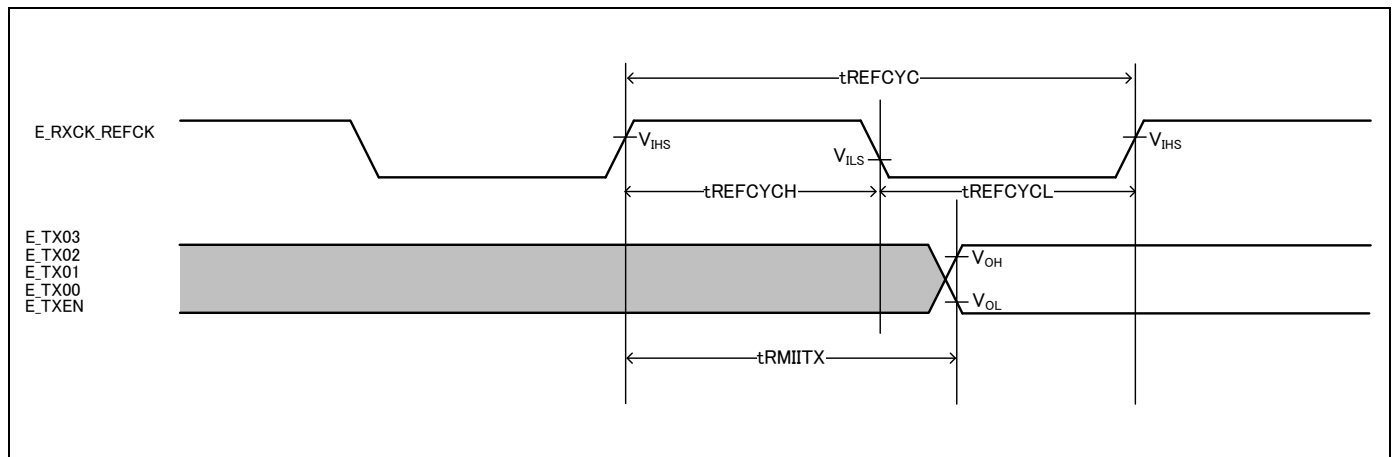 tREFCYC
E_RXCK_REFCK
VIHS
VILS
VIHS
tREFCYCH
tREFCYCL
E_TX03
E_TX02
E_TX01
E_TX00
E_TXEN
VOH
VOL
tRMIITX